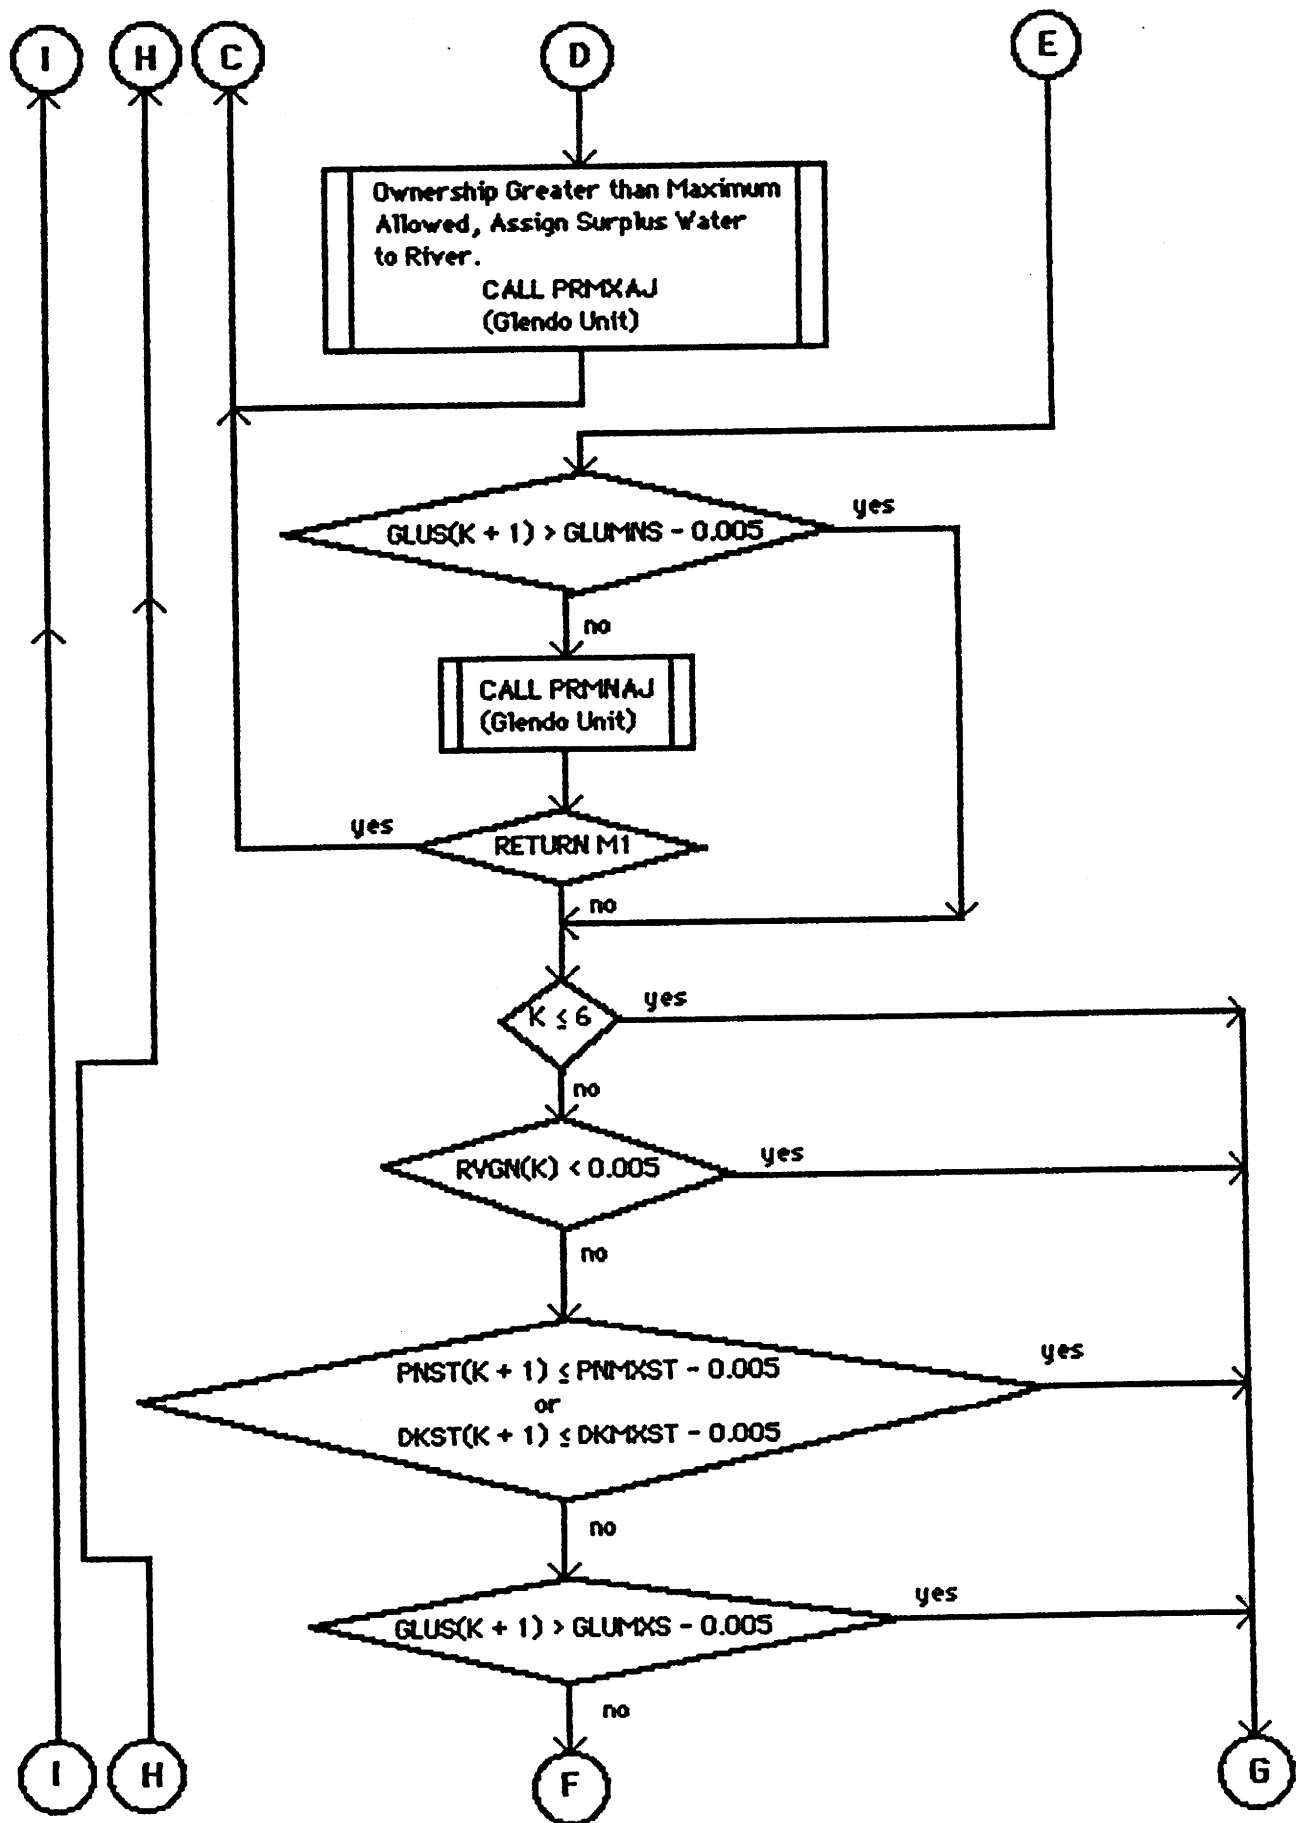 I H C D E
Ownership Greater than Maximum
Allowed, Assign Surplus Water
to River.
CALL PRMXAJ
(Glendo Unit)
yes
GLUS(K + 1) > GLUMNS - 0.005
no
CALL PRMNAJ
(Glendo Unit)
yes
RETURN M1
no
yes
K ≤ 6
no
yes
RVGN(K) < 0.005
no
yes
PNST(K + 1) ≤ PNMXST - 0.005
or
DKST(K + 1) ≤ DKMXST - 0.005
no
yes
GLUS(K + 1) > GLUMXS - 0.005
no
I H F G